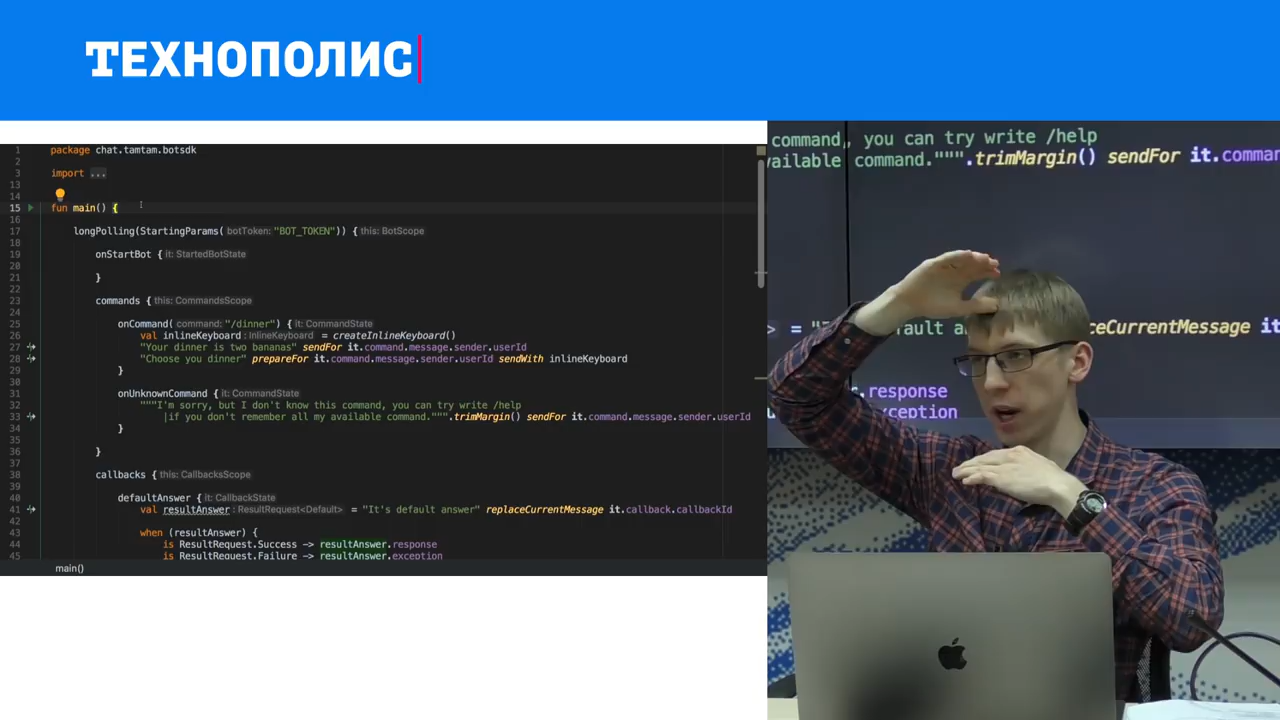 ТЕХНОПОЛИС
1 package chat.tamtam.botsdk
2
3 import ...
13
14
15 fun main() {
16
17 longPolling(StartingParams( botToken: "BOT_TOKEN")) { this: BotScope
18
19 onStartBot { it: StartedBotState
20
21 }
22
23 commands { this: CommandsScope
24
25 onCommand( command: "/dinner") { it: CommandState
26 val inlineKeyboard : InlineKeyboard = createInlineKeyboard()
27 "Your dinner is two bananas" sendFor it.command.message.sender.userId
28 "Choose you dinner" prepareFor it.command.message.sender.userId sendWith inlineKeyboard
29 }
30
31 onUnknownCommand { it: CommandState
32 """I'm sorry, but I don't know this command, you can try write /help
33 |if you don't remember all my available command.""".trimMargin() sendFor it.command.message.sender.userId
34 }
35
36 }
37
38 callbacks { this: CallbacksScope
39
40 defaultAnswer { it: CallbackState
41 val resultAnswer : ResultRequest<Default> = "It's default answer" replaceCurrentMessage it.callback.callbackId
42
43 when (resultAnswer) {
44 is ResultRequest.Success -> resultAnswer.response
45 is ResultRequest.Failure -> resultAnswer.exception
main()
command, you can try write /help
ailable command.""".trimMargin() sendFor it.comman
> = "I fault an ceCurrentMessage it
.response
xception